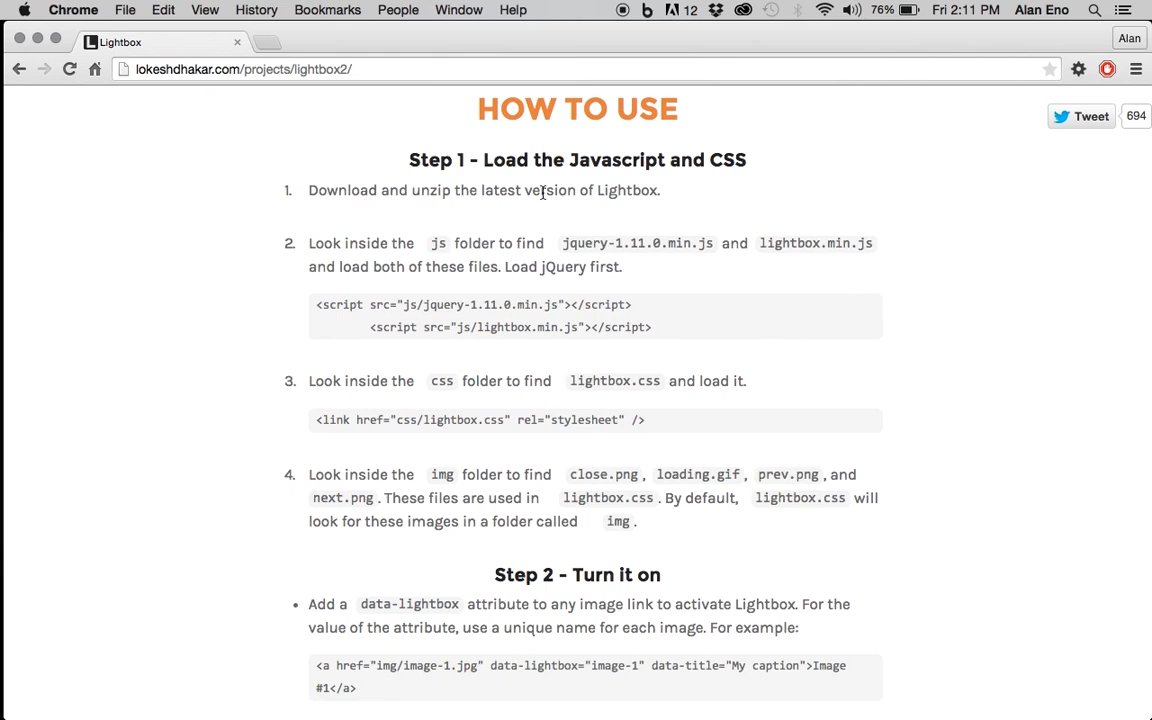 Chrome File Edit View History Bookmarks People Window Help 12 76% Fri 2:11 PM Alan Eno
Lightbox
Alan
lokeshdhakar.com/projects/lightbox2/
HOW TO USE
Tweet 694
Step 1 - Load the Javascript and CSS
1. Download and unzip the latest version of Lightbox.
2. Look inside the js folder to find jquery-1.11.0.min.js and lightbox.min.js
and load both of these files. Load jQuery first.
<script src="js/jquery-1.11.0.min.js"></script>
<script src="js/lightbox.min.js"></script>
3. Look inside the css folder to find lightbox.css and load it.
<link href="css/lightbox.css" rel="stylesheet" />
4. Look inside the img folder to find close.png, loading.gif, prev.png, and
next.png. These files are used in lightbox.css. By default, lightbox.css will
look for these images in a folder called img.
Step 2 - Turn it on
• Add a data-lightbox attribute to any image link to activate Lightbox. For the
value of the attribute, use a unique name for each image. For example:
<a href="img/image-1.jpg" data-lightbox="image-1" data-title="My caption">Image
#1</a>